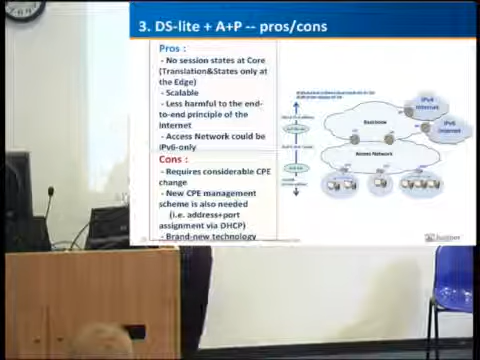 3. DS-lite + A+P -- pros/cons
Pros :
- No session states at Core
(Translation&States only at
the Edge)
- Scalable
- Less harmful to the end-
to-end principle of the
Internet
- Access Network could be
IPv6-only
Cons :
- Requires considerable CPE
change
- New CPE management
scheme is also needed
(i.e. address+port
assignment via DHCP)
- Brand-new technology
IPv4
Internet
IPv6
Internet
Backbone
Access Network